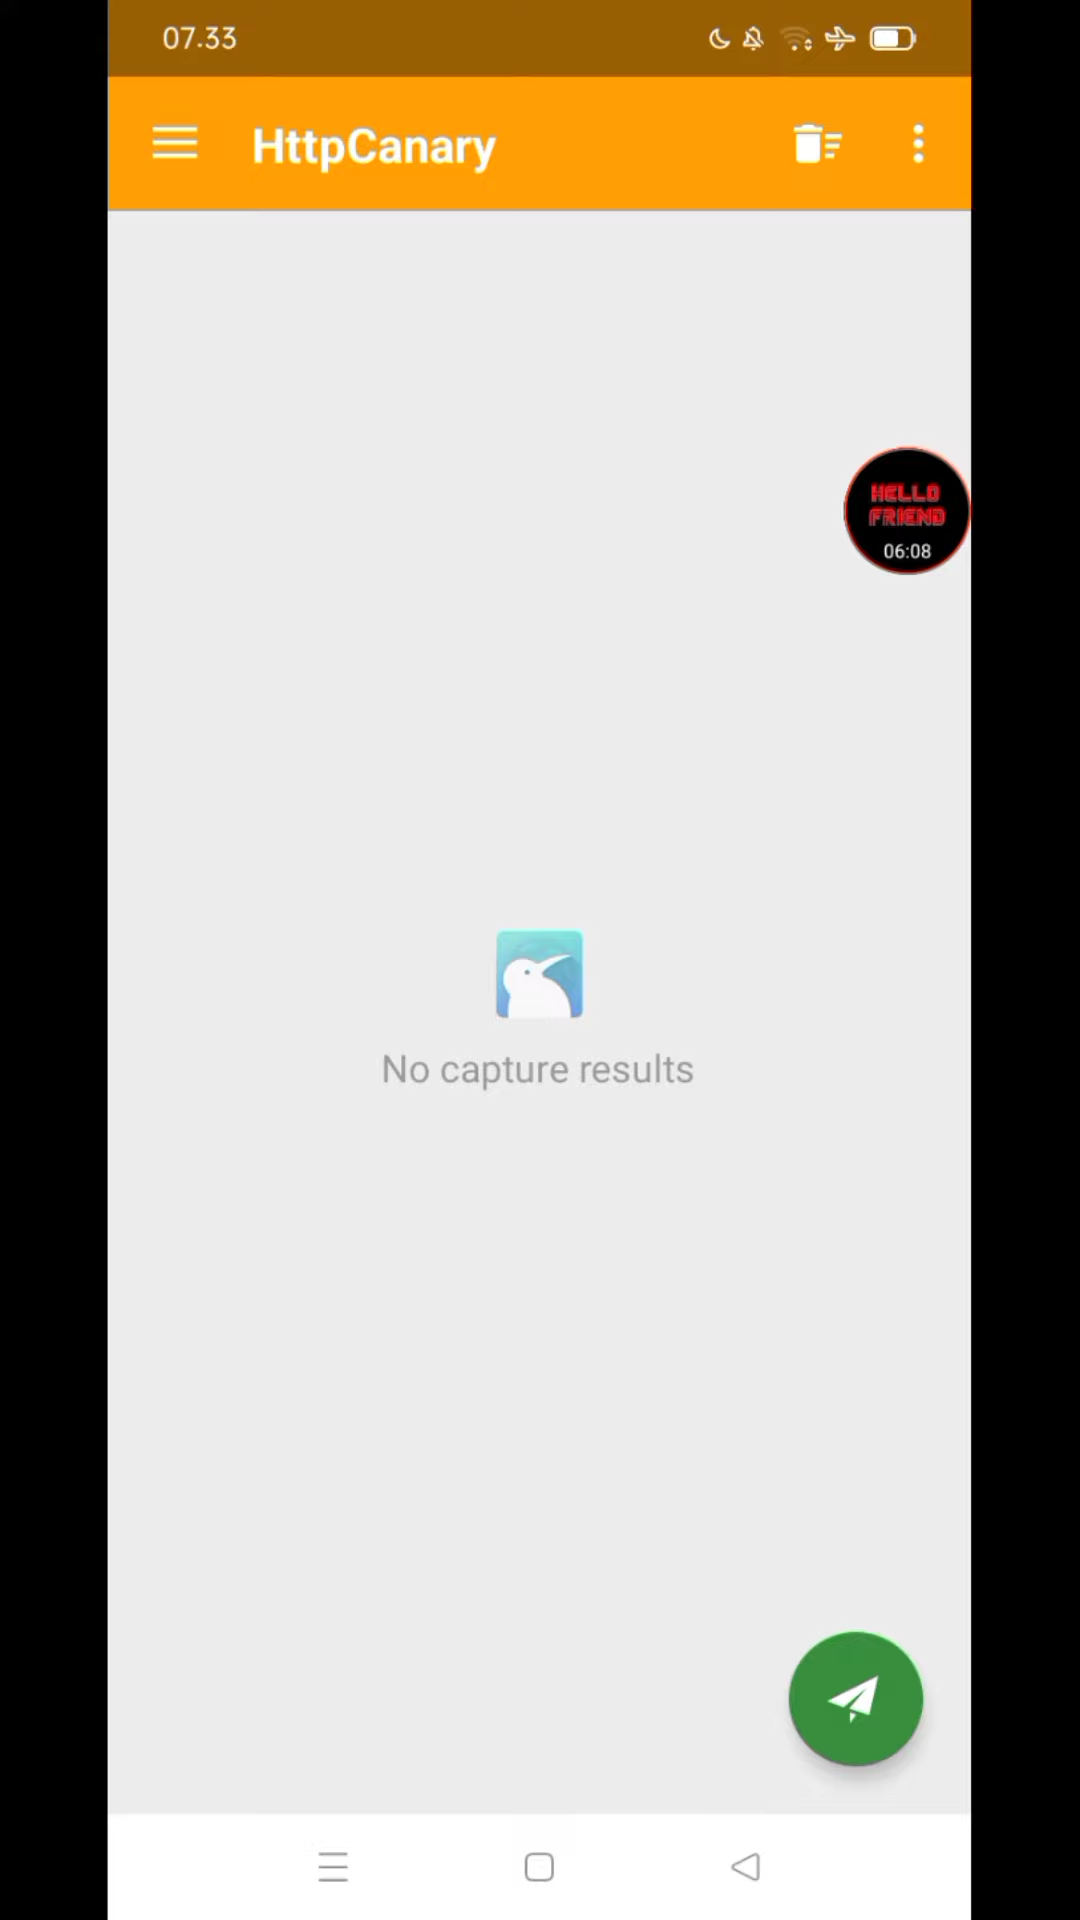 07.33
HttpCanary
HELLO
FRIEND
06:08
No capture results